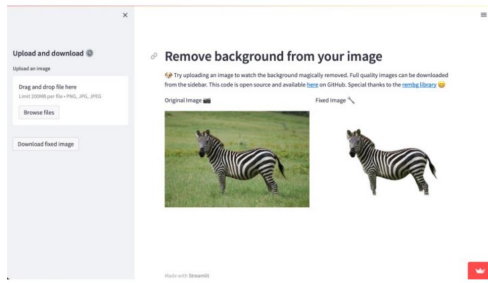 Upload and download
Upload an image
Drag and drop file here
Limit 200MB per file • PNG, JPG, JPEG
Browse files
Download fixed image
Remove background from your image
Try uploading an image to watch the background magically removed. Full quality images can be downloaded
from the sidebar. This code is open source and available here on GitHub. Special thanks to the rembg library
Original Image
Fixed Image
Made with Streamlit